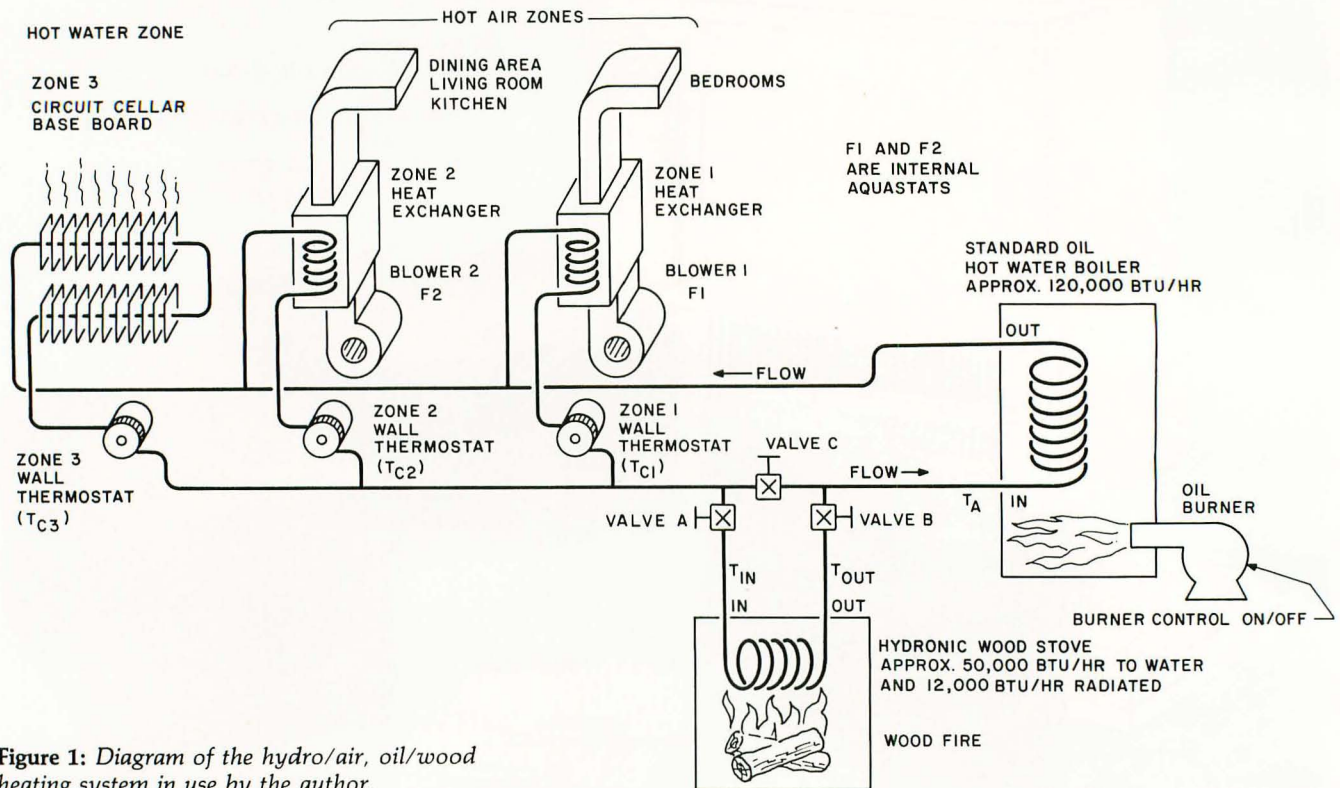 HOT WATER ZONE
ZONE 3
CIRCUIT CELLAR
BASE BOARD
HOT AIR ZONES
DINING AREA
LIVING ROOM
KITCHEN
BEDROOMS
ZONE 2
HEAT
EXCHANGER
ZONE 1
HEAT
EXCHANGER
F1 AND F2
ARE INTERNAL
AQUASTATS
BLOWER 2
F2
BLOWER 1
F1
STANDARD OIL
HOT WATER BOILER
APPROX. 120,000 BTU/HR
OUT
FLOW
ZONE 3
WALL
THERMOSTAT
(TC3)
ZONE 2
WALL
THERMOSTAT
(TC2)
ZONE 1
WALL
THERMOSTAT
(TC1)
VALVE C
FLOW
TA
IN
OIL
BURNER
VALVE A
VALVE B
TIN
TOUT
IN
OUT
BURNER CONTROL ON/OFF
HYDRONIC WOOD STOVE
APPROX. 50,000 BTU/HR TO WATER
AND 12,000 BTU/HR RADIATED
WOOD FIRE
Figure 1: Diagram of the hydro/air, oil/wood
heating system in use by the author.